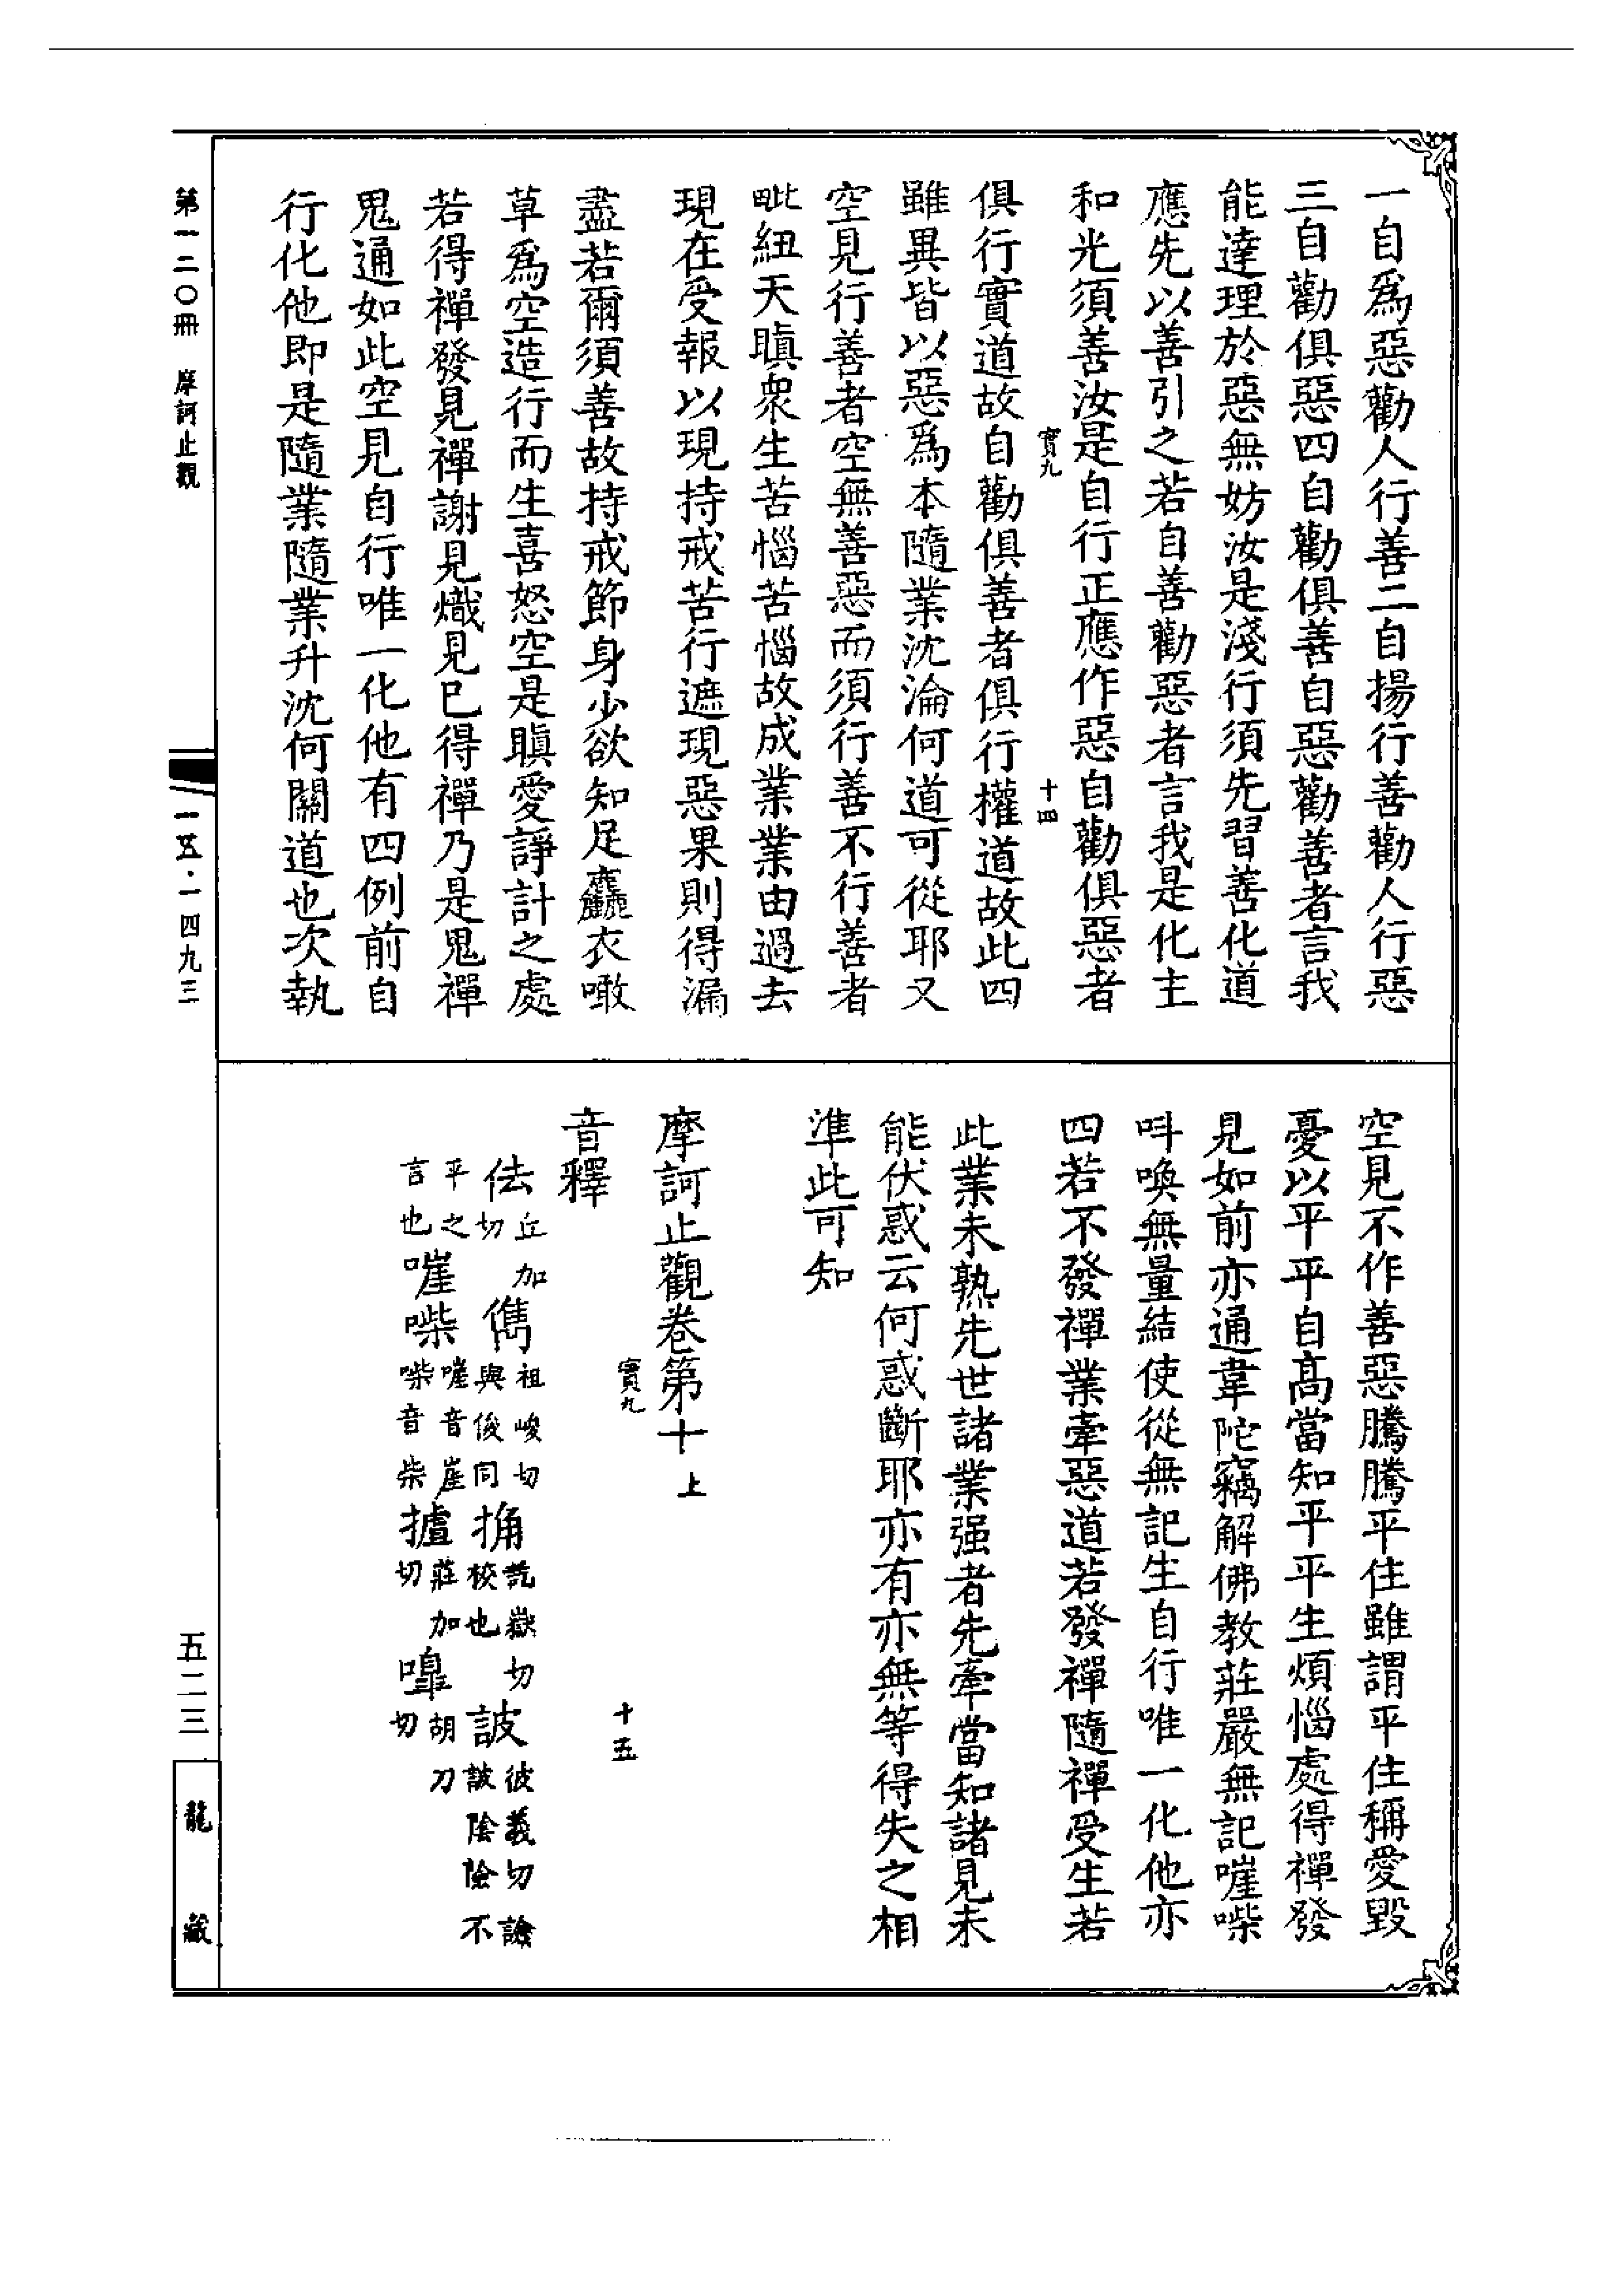 一自爲惡勸人行善二自揚行善勸人行惡
三自勸俱惡四自勸俱善自惡勸善者言我
能達理於惡無妨汝是淺行須先習善化道
應先以善引之若自善勸惡者言我是化主
和光須善汝是自行正應作惡自勸俱惡者
寳九
十四
俱行實道故自勸俱善者俱行權道故此四
雖異皆以惡爲本隨業沈淪何道可從耶又
空見行善者空無善惡而須行善不行善者
毗紐天瞋衆生苦惱苦惱故成業業由過去
現在受報以現持戒苦行遮現惡果則得漏
盡若爾須善故持戒節身少欲知足麤衣噉
草爲空造行而生喜怒空是瞋愛諍計之處
若得禪發見禪謝見熾見已得禪乃是鬼禪
鬼通如此空見自行唯一化他有四例前自
行化他即是隨業隨業升沈何關道也次執
空見不作善惡騰騰平住雖謂平住稱愛毀
憂以平平自高當知平平生煩惱處得禪發
見如前亦通韋陀竊解佛教莊嚴無記嘊喍
呌喚無量結使從無記生自行唯一化他亦
四若不發禪業牽惡道若發禪隨禪受生若
此業未熟先世諸業强者先牽當知諸見未
能伏惑云何惑斷耶亦有亦無等得失之相
準此可知
摩訶止觀卷第十上
寳九
十五
音釋
佉丘加切 儁祖峻切與俊同 捔訖嶽切校也 詖彼義切諭詖險險不
平之言也 嘊喍嘊音崖喍音柴 摣莊加切 嘷胡刀切
第一二〇冊 摩訶止觀
一五·一四九三
五二三
龍藏